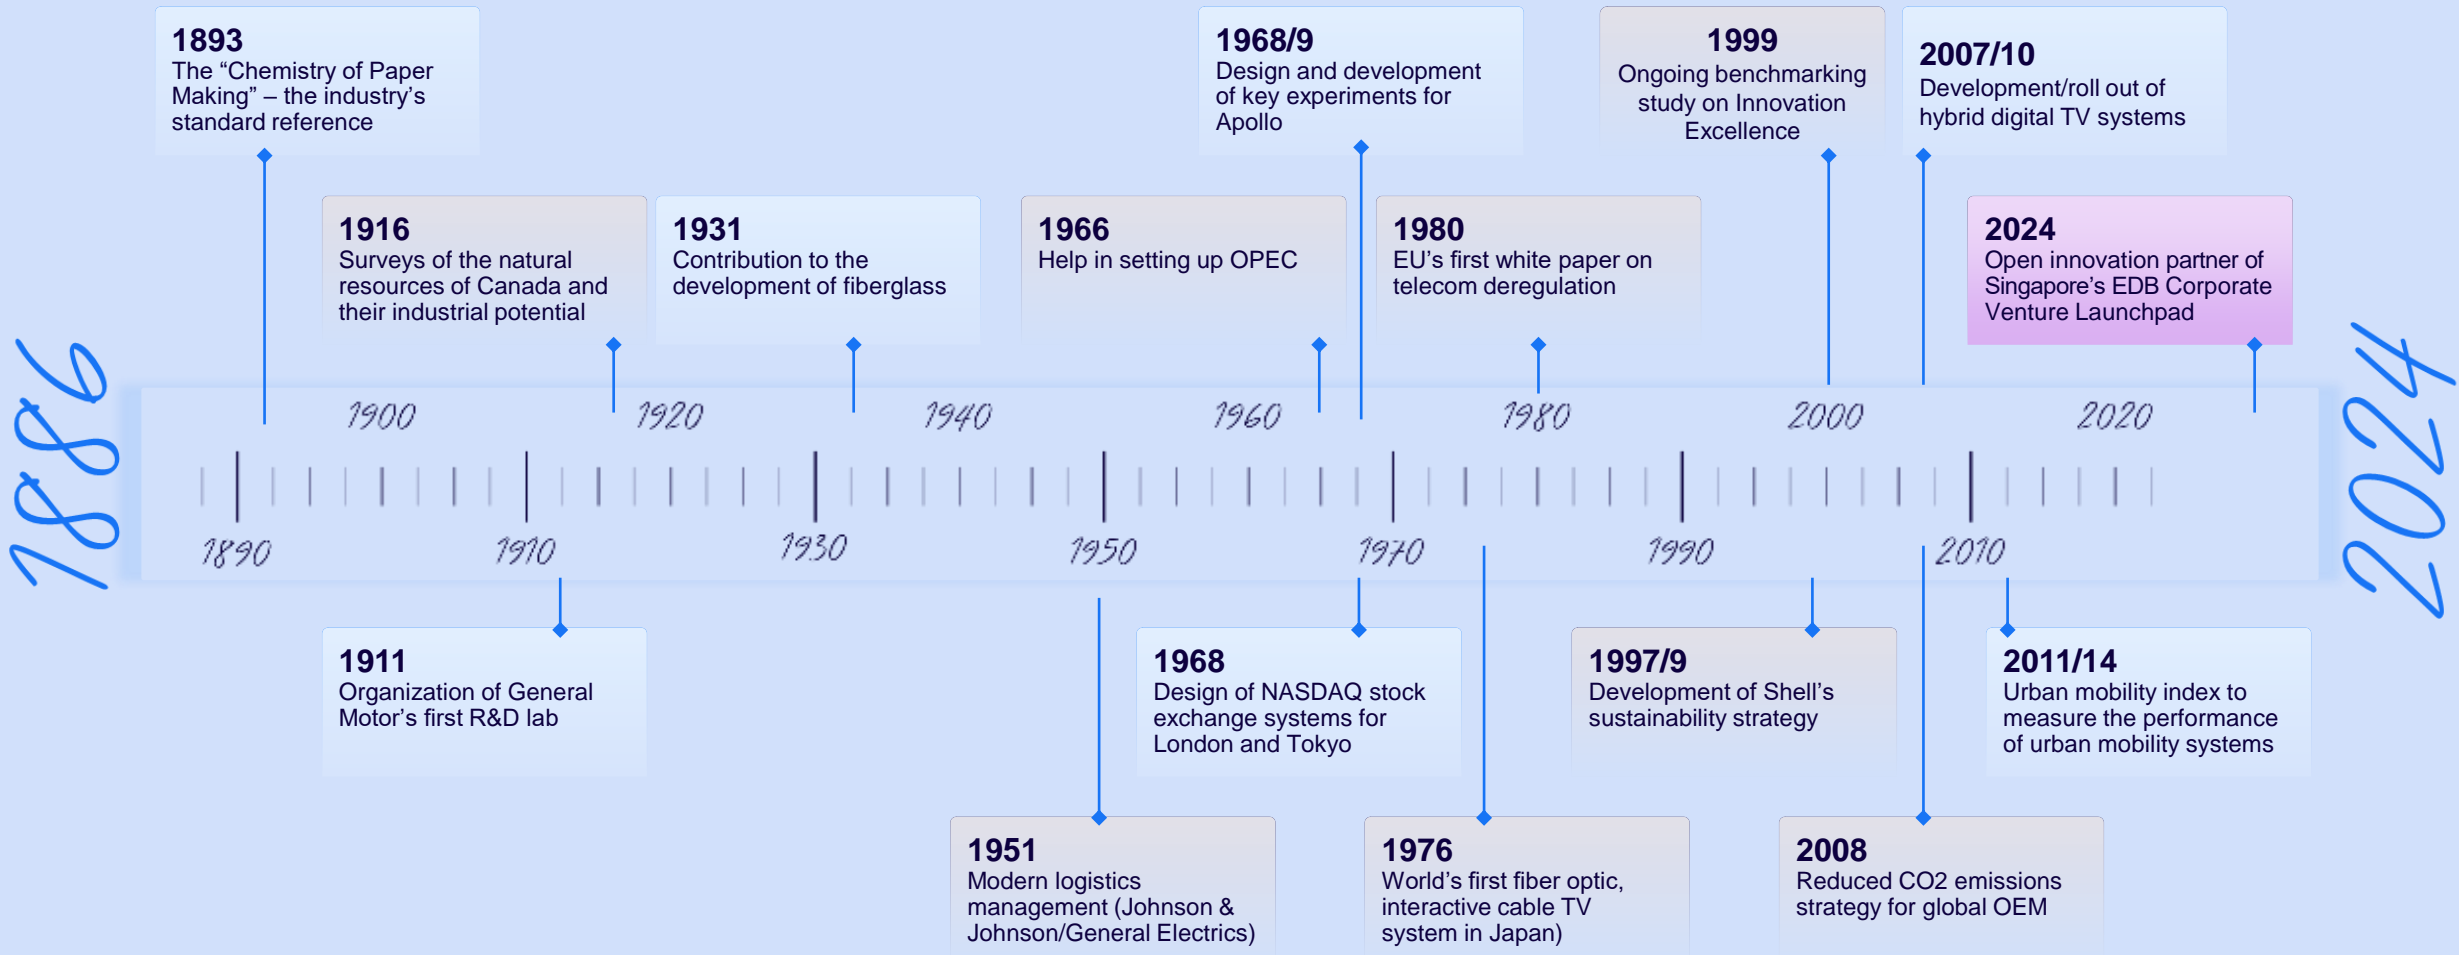 1893
The “Chemistry of Paper
Making” – the industry’s
standard reference
1968/9
Design and development
of key experiments for
Apollo
1999
Ongoing benchmarking
study on Innovation
Excellence
2007/10
Development/roll out of
hybrid digital TV systems
1916
Surveys of the natural
resources of Canada and
their industrial potential
1931
Contribution to the
development of fiberglass
1966
Help in setting up OPEC
1980
EU’s first white paper on
telecom deregulation
2024
Open innovation partner of
Singapore’s EDB Corporate
Venture Launchpad
1886
1900 1920 1940 1960 1980 2000 2020
1890 1910 1930 1950 1970 1990 2010
2024
1911
Organization of General
Motor’s first R&D lab
1968
Design of NASDAQ stock
exchange systems for
London and Tokyo
1997/9
Development of Shell’s
sustainability strategy
2011/14
Urban mobility index to
measure the performance
of urban mobility systems
1951
Modern logistics
management (Johnson &
Johnson/General Electrics)
1976
World’s first fiber optic,
interactive cable TV
system in Japan)
2008
Reduced CO2 emissions
strategy for global OEM